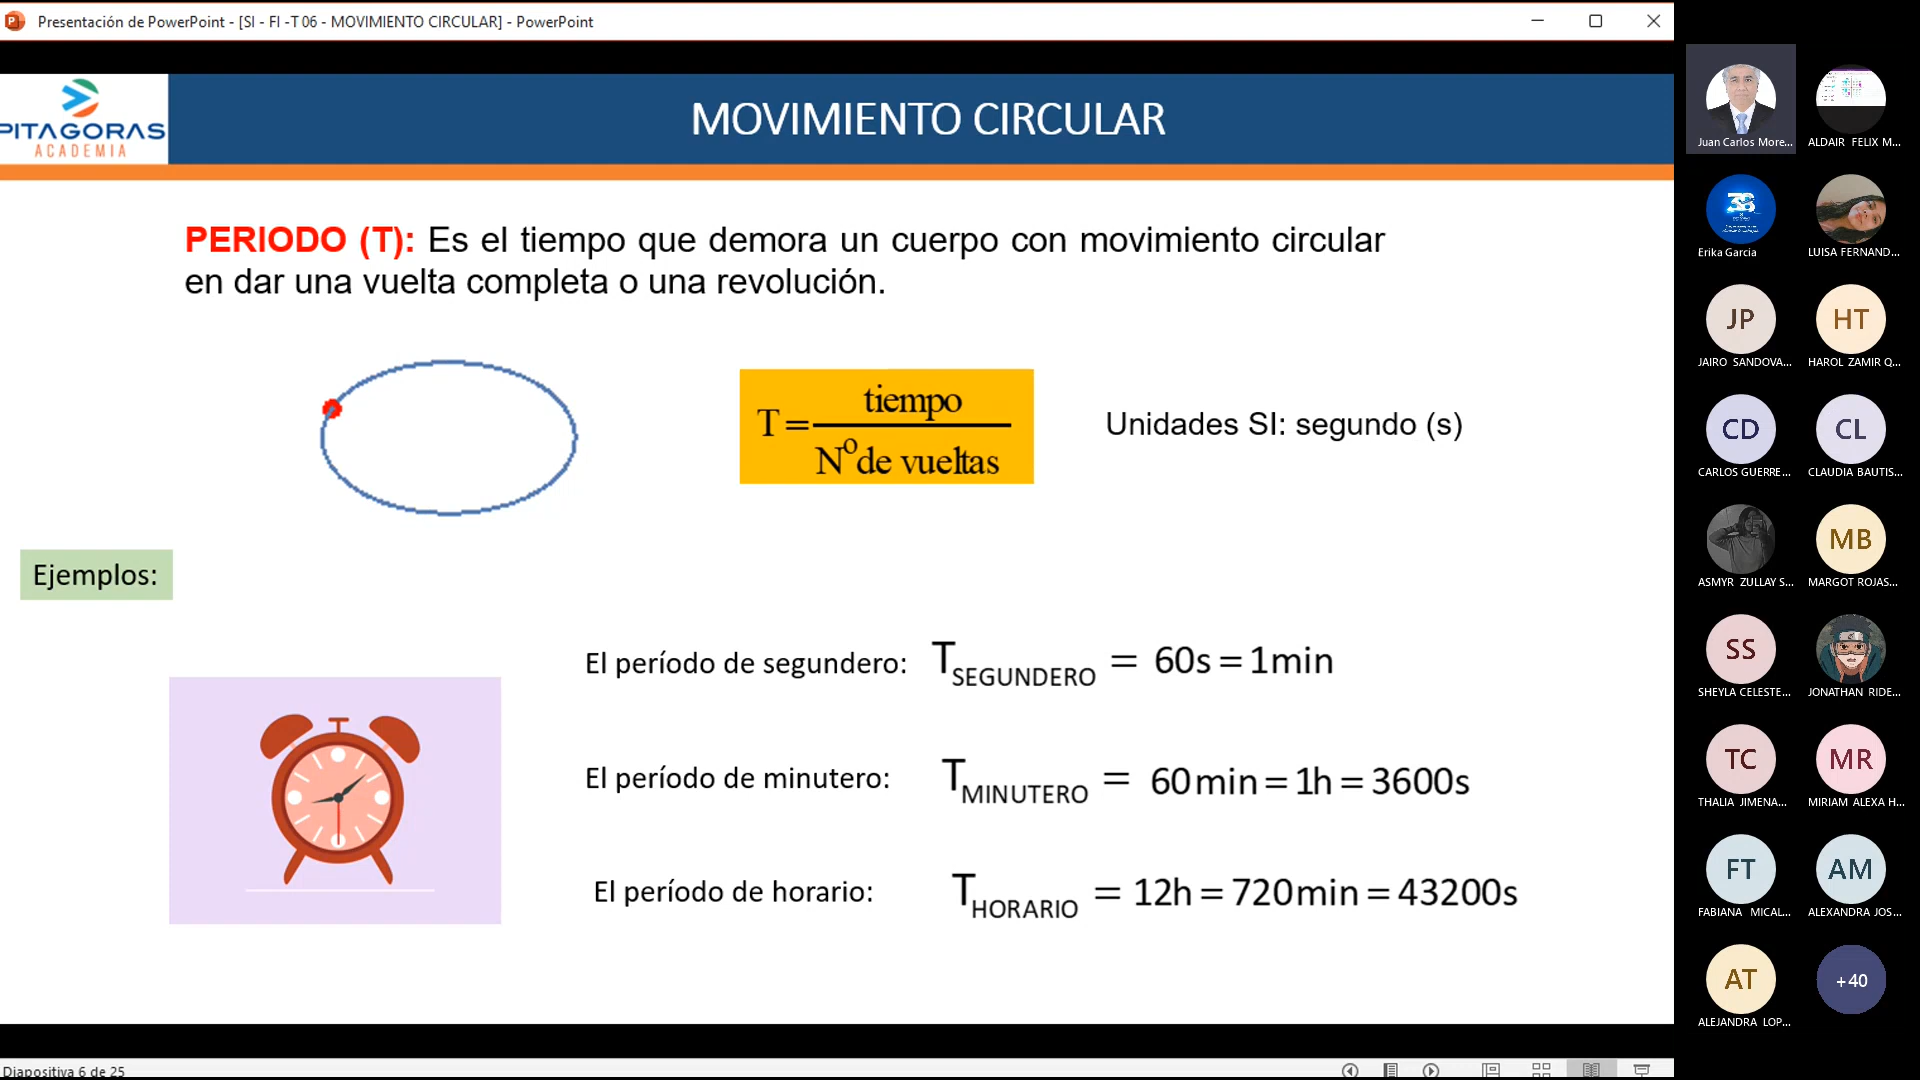 Presentación de PowerPoint - [SI - FI -T 06 - MOVIMIENTO CIRCULAR] - PowerPoint
PITAGORAS
ACADEMIA
MOVIMIENTO CIRCULAR
PERIODO (T): Es el tiempo que demora un cuerpo con movimiento circular
en dar una vuelta completa o una revolución.
T = tiempo / Nº de vueltas
Unidades SI: segundo (s)
Ejemplos:
El período de segundero: T SEGUNDERO = 60s = 1min
El período de minutero: T MINUTERO = 60min = 1h = 3600s
El período de horario: T HORARIO = 12h = 720min = 43200s
Diapositiva 6 de 25
Juan Carlos More...
ALDAIR FELIX M...
38
Erika Garcia
LUISA FERNAND...
JP
JAIRO SANDOVA...
HT
HAROL ZAMIR Q...
CD
CARLOS GUERRE...
CL
CLAUDIA BAUTIS...
ASMYR ZULLAY S...
MB
MARGOT ROJAS...
SS
SHEYLA CELESTE...
JONATHAN RIDE...
TC
THALIA JIMENA...
MR
MIRIAM ALEXA H...
FT
FABIANA MICAL...
AM
ALEXANDRA JOS...
AT
ALEJANDRA LOP...
+40